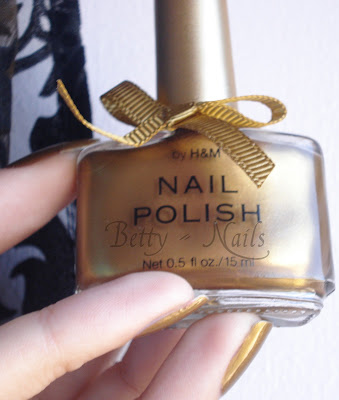 by H&M
NAIL
POLISH
Betty - Nails
Net 0.5 fl oz./15 ml